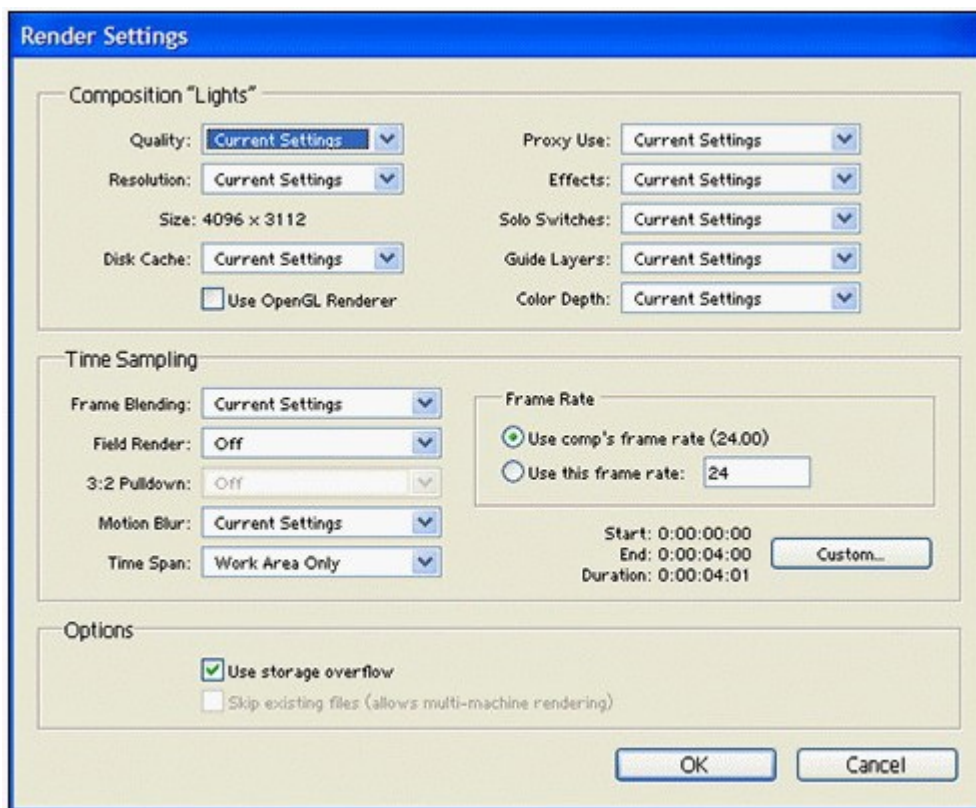 Render Settings
Composition "Lights"
Quality: Current Settings
Resolution: Current Settings
Size: 4096 × 3112
Disk Cache: Current Settings
Use OpenGL Renderer
Proxy Use: Current Settings
Effects: Current Settings
Solo Switches: Current Settings
Guide Layers: Current Settings
Color Depth: Current Settings
Time Sampling
Frame Blending: Current Settings
Field Render: Off
3:2 Pulldown: Off
Motion Blur: Current Settings
Time Span: Work Area Only
Frame Rate
Use comp's frame rate (24.00)
Use this frame rate: 24
Start: 0:00:00:00
End: 0:00:04:00
Duration: 0:00:04:01
Custom...
Options
Use storage overflow
Skip existing files (allows multi-machine rendering)
OK
Cancel